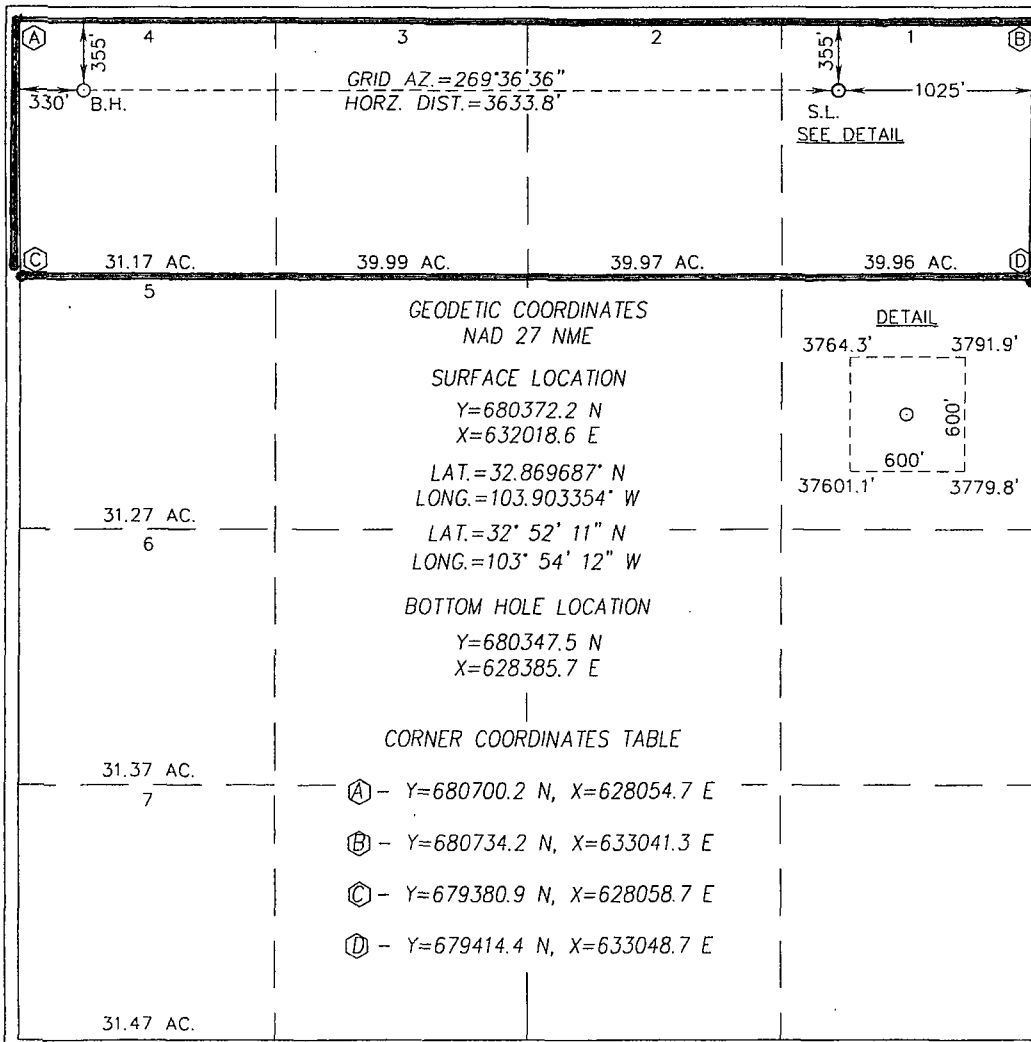 A 4 3 2 1 B
355' 355'
GRID AZ.=269°36'36"
HORZ. DIST.=3633.8'
330' B.H. S.L. 1025'
SEE DETAIL
C 31.17 AC. 39.99 AC. 39.97 AC. 39.96 AC. D
5
GEODETIC COORDINATES
NAD 27 NME
SURFACE LOCATION
Y=680372.2 N
X=632018.6 E
LAT.=32.869687° N
LONG.=103.903354° W
LAT.=32° 52' 11" N
LONG.=103° 54' 12" W
BOTTOM HOLE LOCATION
Y=680347.5 N
X=628385.7 E
DETAIL
3764.3' 3791.9'
600'
600'
37601.1' 3779.8'
31.27 AC.
6
31.37 AC.
7
CORNER COORDINATES TABLE
A - Y=680700.2 N, X=628054.7 E
B - Y=680734.2 N, X=633041.3 E
C - Y=679380.9 N, X=628058.7 E
D - Y=679414.4 N, X=633048.7 E
31.47 AC.